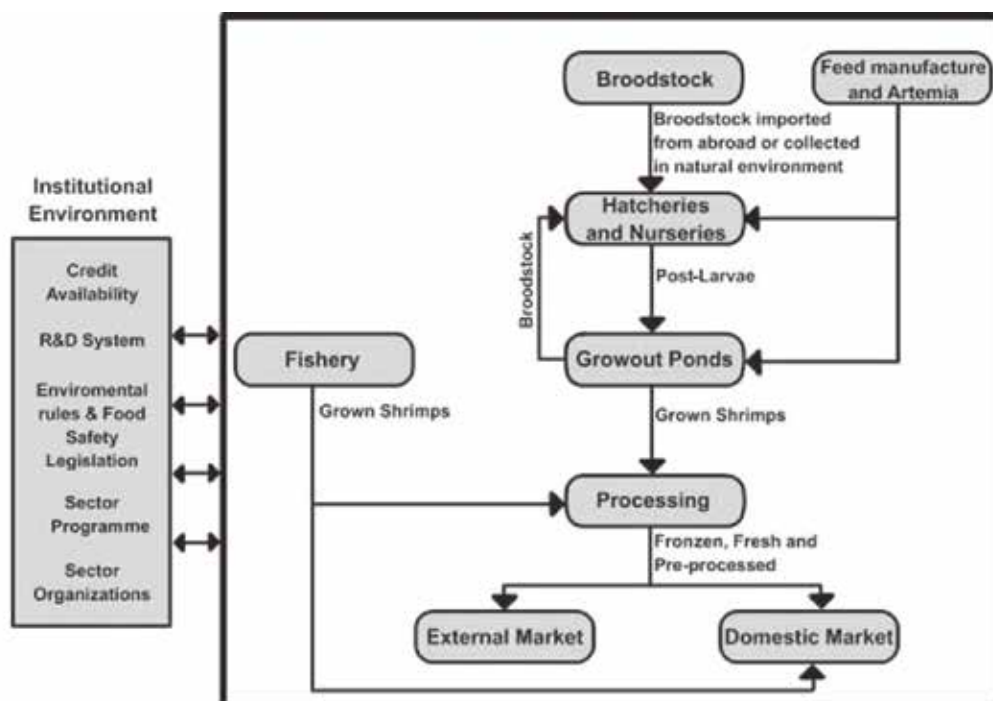 Broodstock
Feed manufacture
and Artemia
Broodstock imported
from abroad or collected
in natural environment
Institutional
Environment
Hatcheries
and Nurseries
Credit
Availability
R&D System
Enviromental
rules & Food
Safety
Legislation
Sector
Programme
Sector
Organizations
Broodstock
Post-Larvae
Fishery
Growout Ponds
Grown Shrimps
Grown Shrimps
Processing
Fronzen, Fresh and
Pre-processed
External Market
Domestic Market